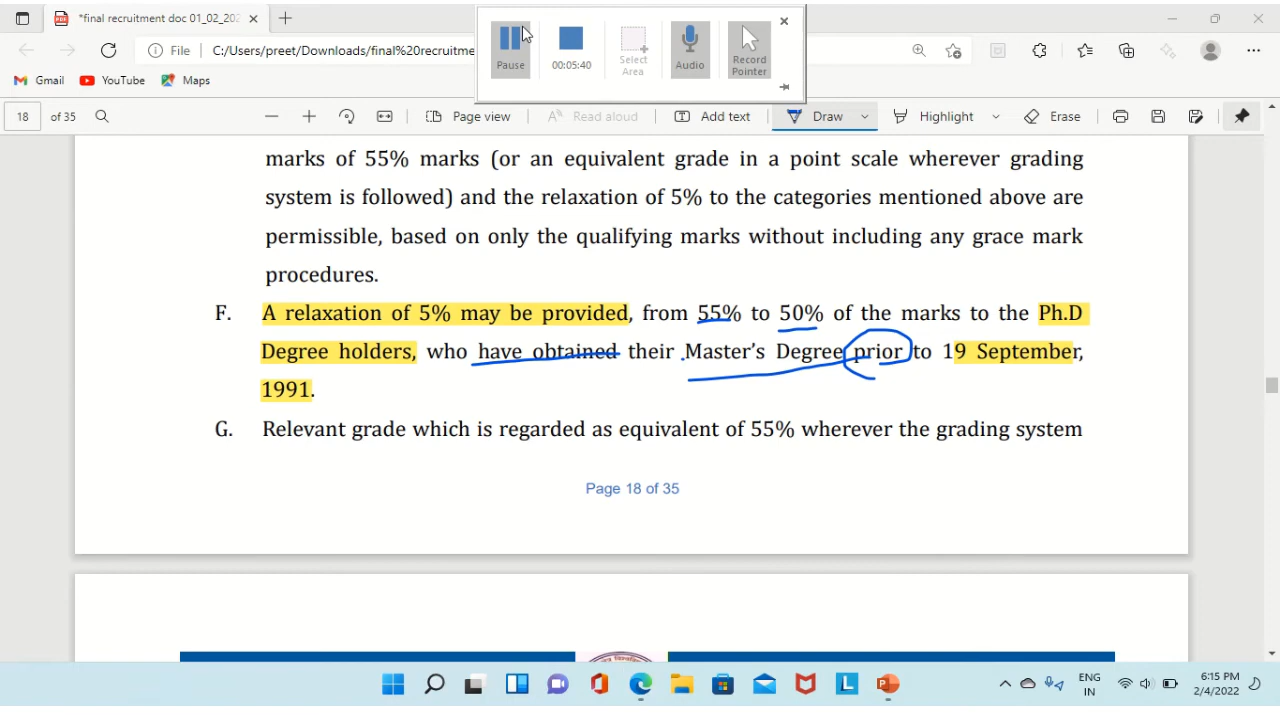 *final recruitment doc 01_02_202
File
C:/Users/preet/Downloads/final%20recruitme
Pause
00:05:40
Select
Area
Audio
Record
Pointer
Gmail
YouTube
Maps
18 of 35
Page view
Read aloud
Add text
Draw
Highlight
Erase
marks of 55% marks (or an equivalent grade in a point scale wherever grading
system is followed) and the relaxation of 5% to the categories mentioned above are
permissible, based on only the qualifying marks without including any grace mark
procedures.
F. A relaxation of 5% may be provided, from 55% to 50% of the marks to the Ph.D
Degree holders, who have obtained their Master's Degree prior to 19 September,
1991.
G. Relevant grade which is regarded as equivalent of 55% wherever the grading system
Page 18 of 35
ENG
IN
6:15 PM
2/4/2022